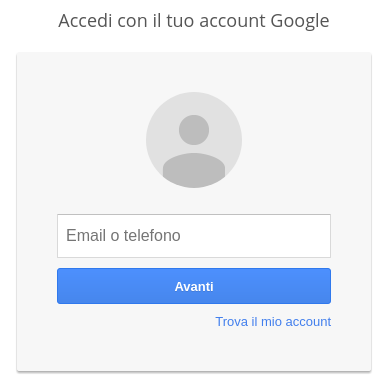 Accedi con il tuo account Google
Email o telefono
Avanti
Trova il mio account